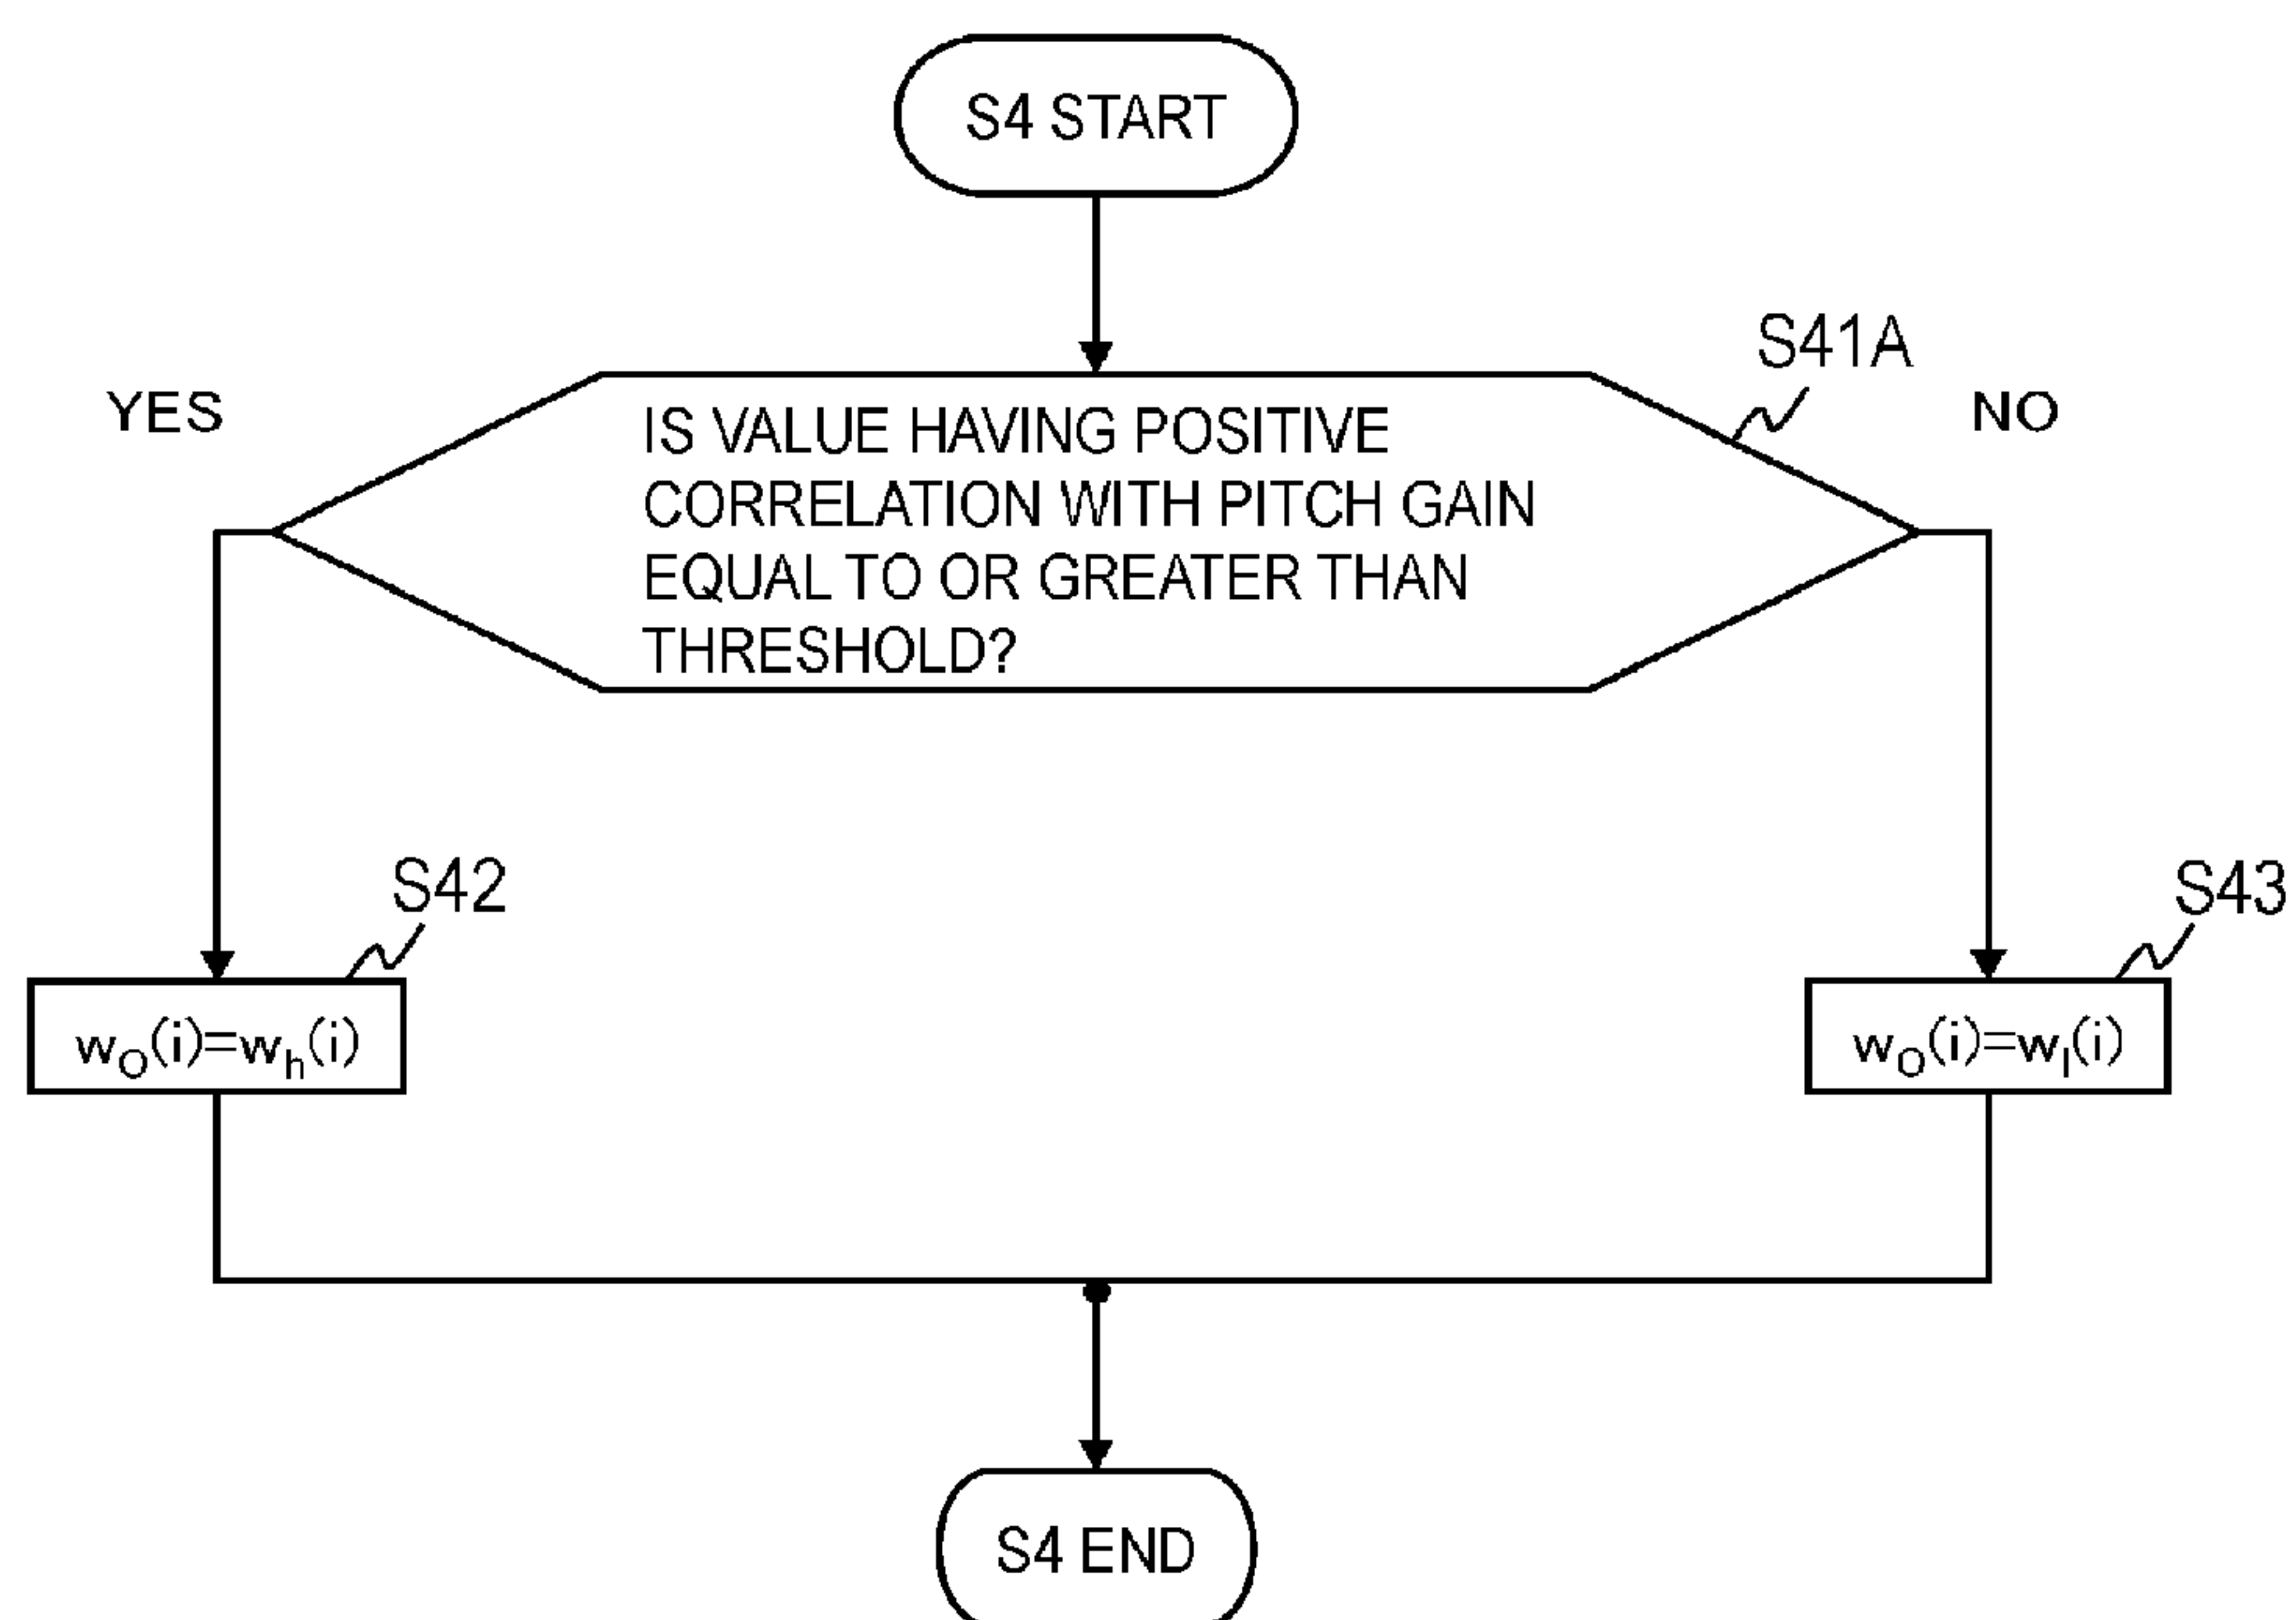 S4 START
S41A
YES
NO
IS VALUE HAVING POSITIVE
CORRELATION WITH PITCH GAIN
EQUAL TO OR GREATER THAN
THRESHOLD?
S42
S43
wO(i)=wh(i)
wO(i)=wl(i)
S4 END